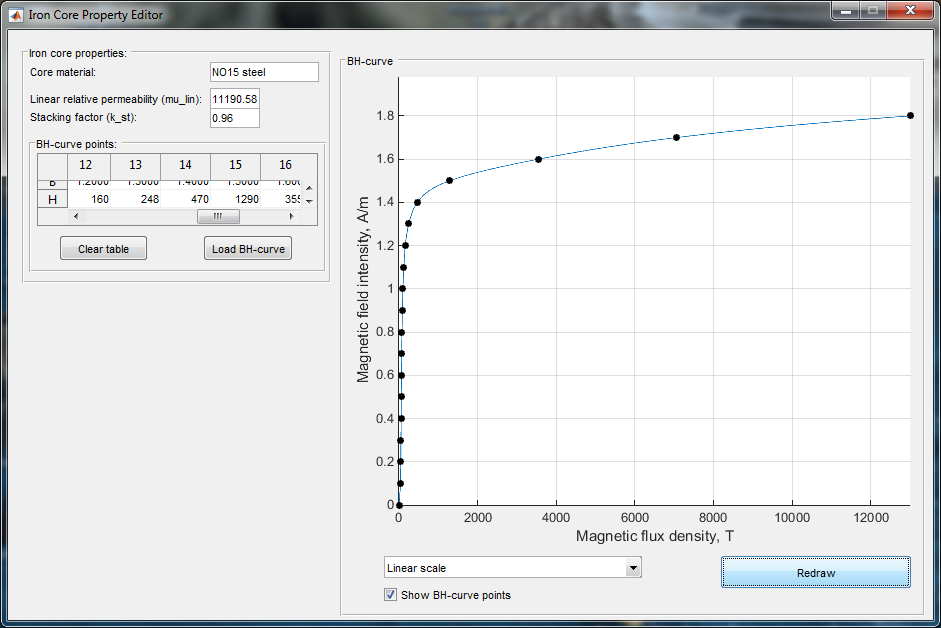 Iron Core Property Editor
Iron core properties:
Core material:
NO15 steel
Linear relative permeability (mu_lin):
11190.58
Stacking factor (k_st):
0.96
BH-curve points:
12 13 14 15 16
B 1.2000 1.3000 1.4000 1.5000 1.600
H 160 248 470 1290 355
Clear table
Load BH-curve
BH-curve
Magnetic field intensity, A/m
1.8
1.6
1.4
1.2
1
0.8
0.6
0.4
0.2
0
0 2000 4000 6000 8000 10000 12000
Magnetic flux density, T
Linear scale
Show BH-curve points
Redraw